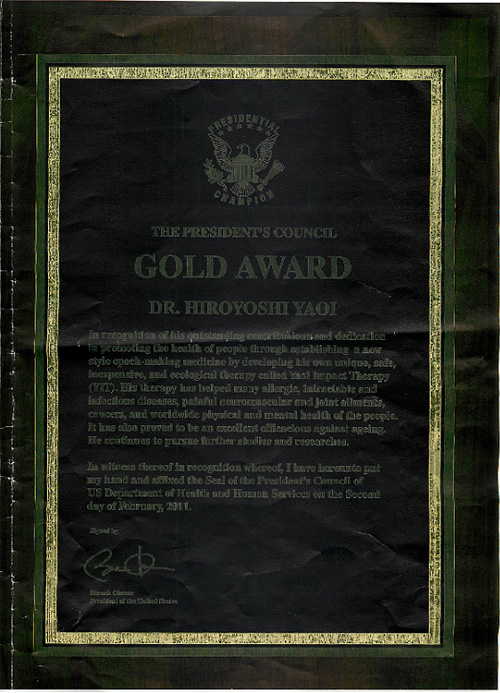 PRESIDENTIAL
CHAMPION
THE PRESIDENT'S COUNCIL
GOLD AWARD
DR. HIROYOSHI YAOI
In recognition of his outstanding contributions and dedication
in promoting the health of people through establishing a new
style epoch-making medicine by developing his own unique, safe,
inexpensive, and ecological therapy called Yaoi Impact Therapy
(YIT). His therapy has helped many allergic, intractable and
infectious diseases, painful neuromuscular and joint ailments,
cancers, and worldwide physical and mental health of the people.
It has also proved to be an excellent efficacious against ageing.
He continues to pursue further studies and researches.
In witness thereof in recognition whereof, I have hereunto put
my hand and affixed the Seal of the President's Council of
US Department of Health and Human Services on the Second
day of February, 2011.
Signed by
Barack Obama
President of the United States